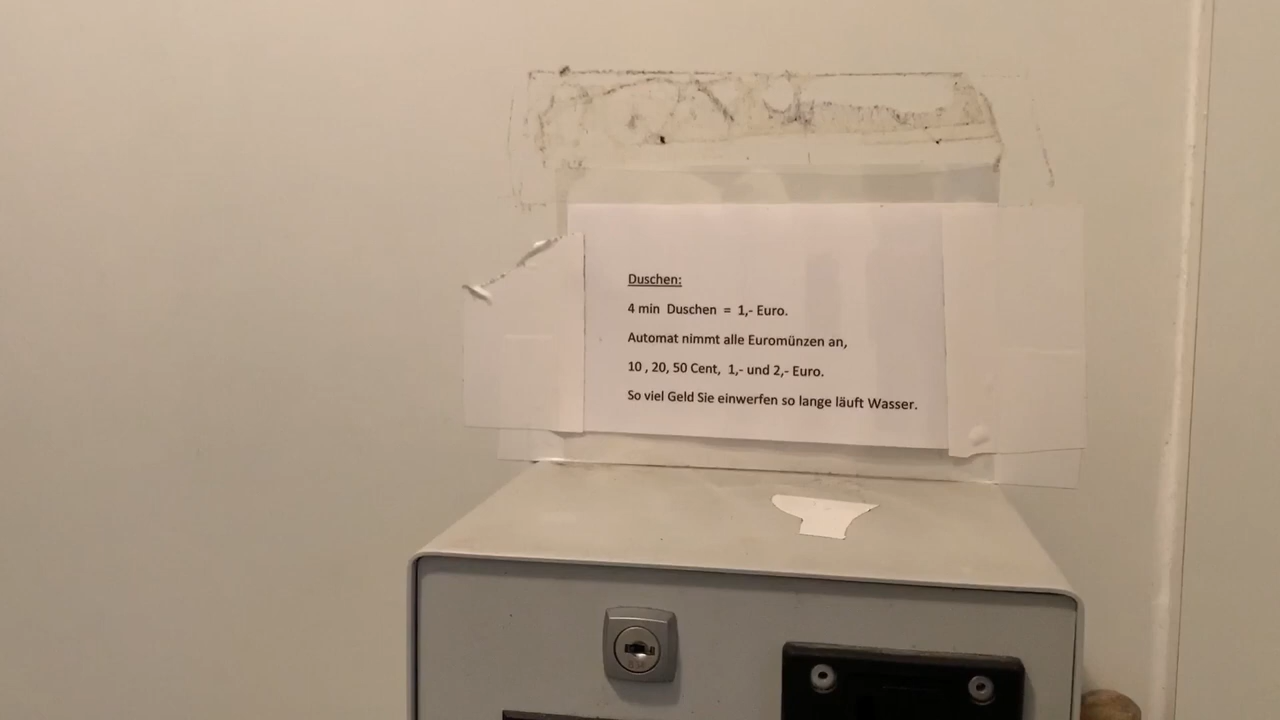 Duschen:
4 min Duschen = 1,- Euro.
Automat nimmt alle Euromünzen an,
10 , 20, 50 Cent, 1,- und 2,- Euro.
So viel Geld Sie einwerfen so lange läuft Wasser.